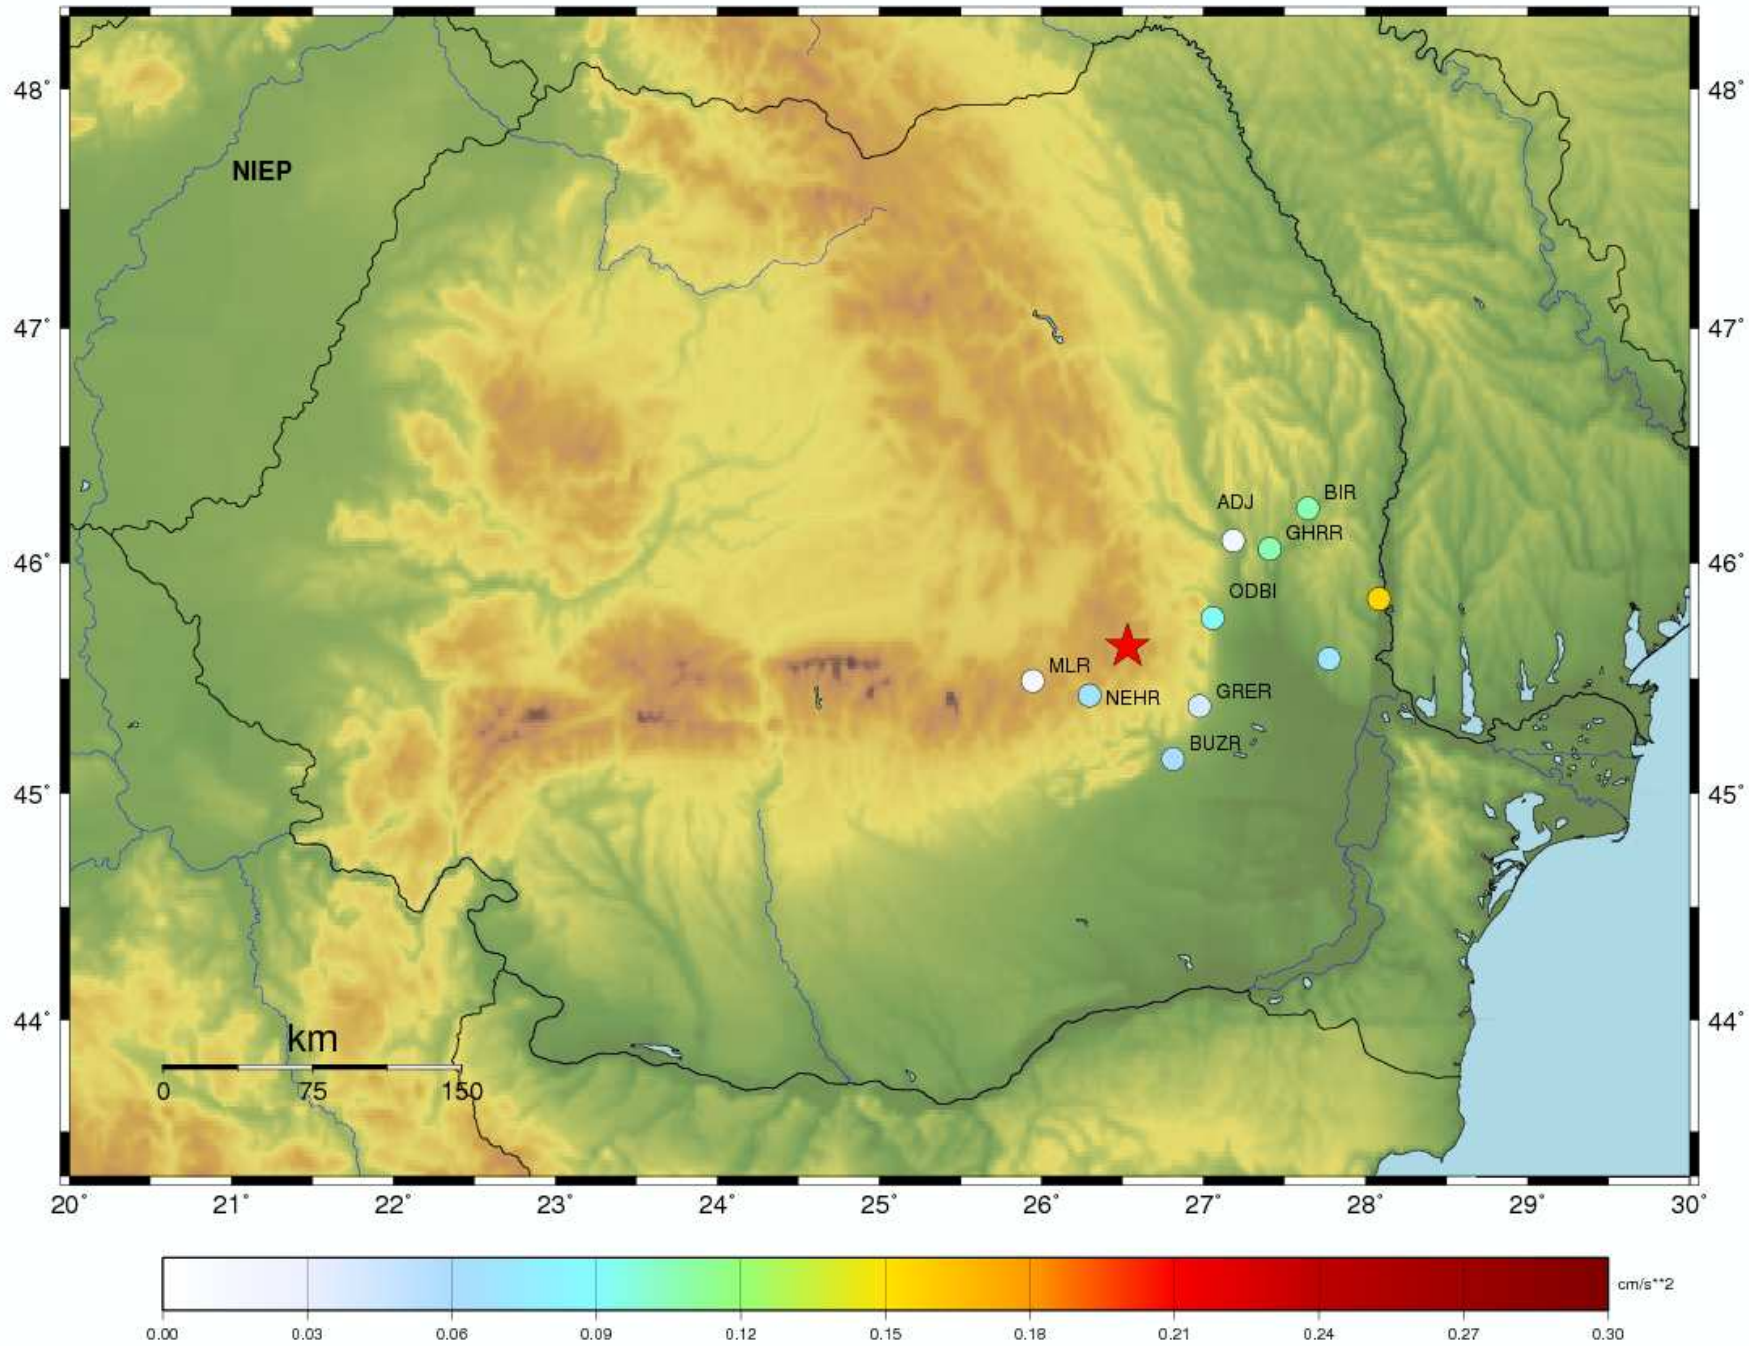 48˚
48˚
NIEP
47˚
47˚
ADJ
BIR
GHRR
46˚
46˚
ODBI
MLR
NEHR
GRER
BUZR
45˚
45˚
44˚
44˚
km
0 75 150
20˚ 21˚ 22˚ 23˚ 24˚ 25˚ 26˚ 27˚ 28˚ 29˚ 30˚
cm/s**2
0.00 0.03 0.06 0.09 0.12 0.15 0.18 0.21 0.24 0.27 0.30